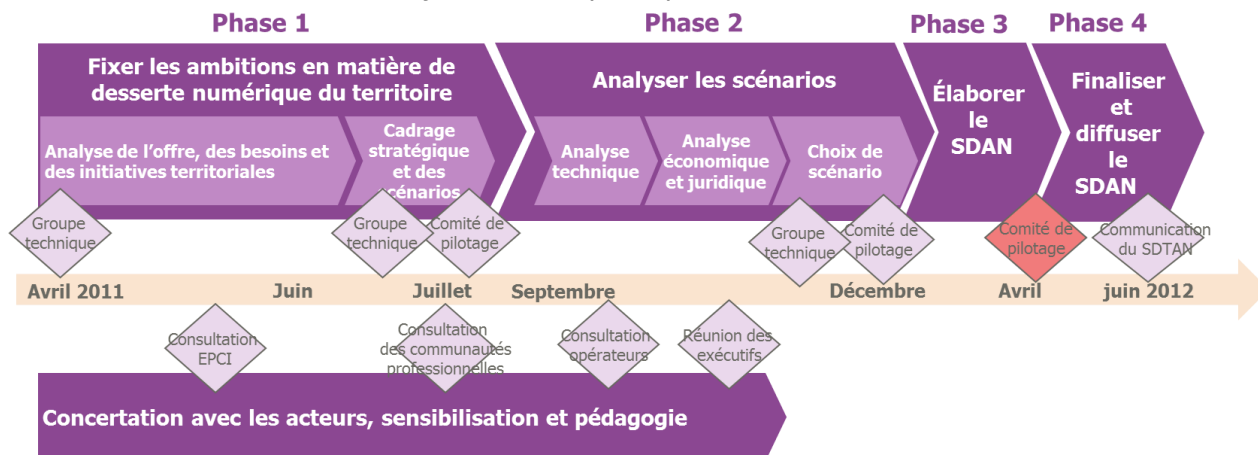 Phase 1
Phase 2
Phase 3
Phase 4
Fixer les ambitions en matière de
desserte numérique du territoire
Analyser les scénarios
Élaborer
le
SDAN
Finaliser
et
diffuser
le
SDAN
Analyse de l'offre, des besoins et
des initiatives territoriales
Cadrage
stratégique
et des
scénarios
Analyse
technique
Analyse
économique
et juridique
Choix de
scénario
Groupe
technique
Groupe
technique
Comité de
pilotage
Groupe
technique
Comité de
pilotage
Comité de
pilotage
Communication
du SDTAN
Avril 2011
Juin
Juillet
Septembre
Décembre
Avril
juin 2012
Consultation
EPCI
Consultation
des communautés
professionnelles
Consultation
opérateurs
Réunion des
exécutifs
Concertation avec les acteurs, sensibilisation et pédagogie